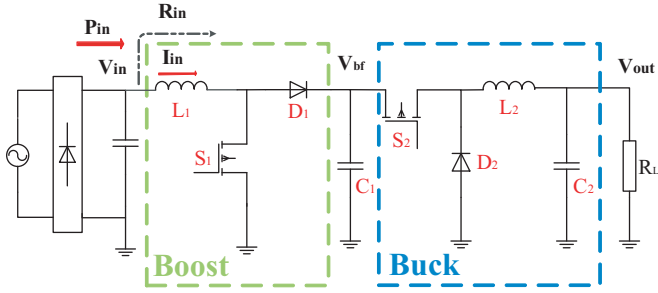 Pin
Rin
Vin
Iin
Vbf
Vout
L1
D1
S1
C1
S2
L2
D2
C2
RL
Boost
Buck